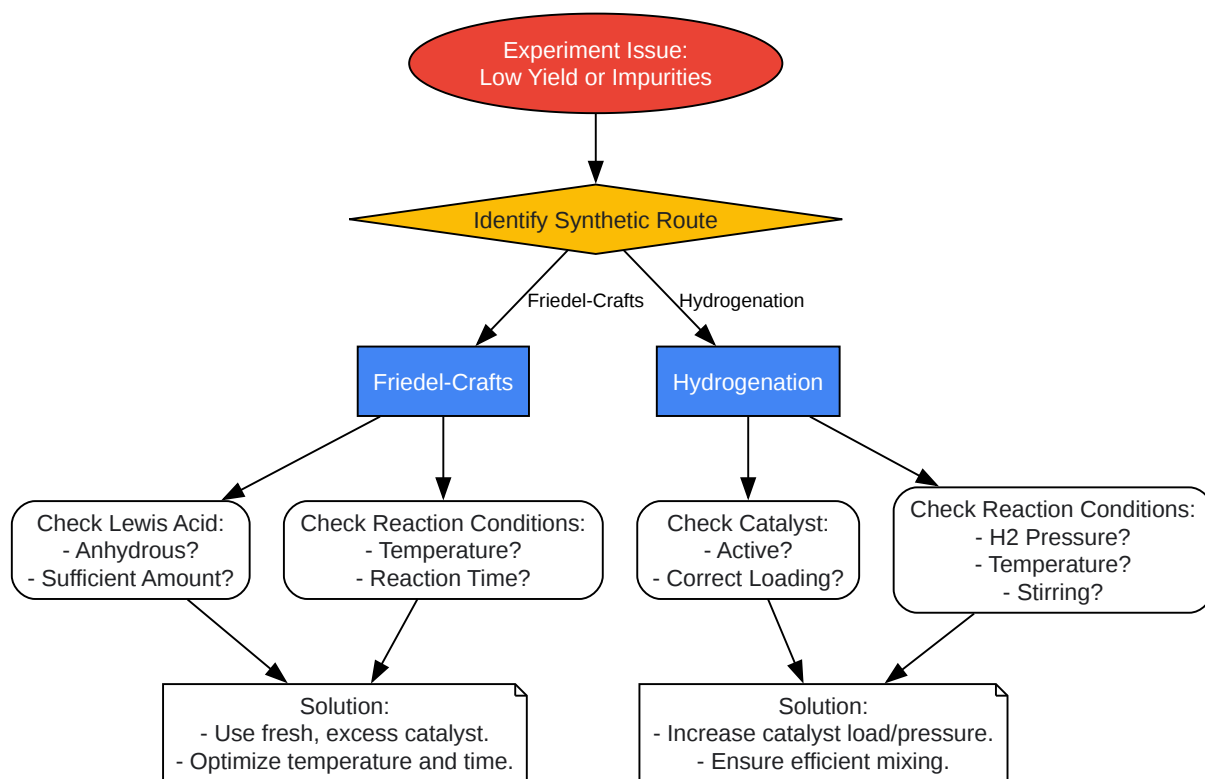 Experiment Issue:
Low Yield or Impurities
Identify Synthetic Route
Friedel-Crafts
Hydrogenation
Friedel-Crafts
Hydrogenation
Check Lewis Acid:
- Anhydrous?
- Sufficient Amount?
Check Reaction Conditions:
- Temperature?
- Reaction Time?
Check Catalyst:
- Active?
- Correct Loading?
Check Reaction Conditions:
- H2 Pressure?
- Temperature?
- Stirring?
Solution:
- Use fresh, excess catalyst.
- Optimize temperature and time.
Solution:
- Increase catalyst load/pressure.
- Ensure efficient mixing.